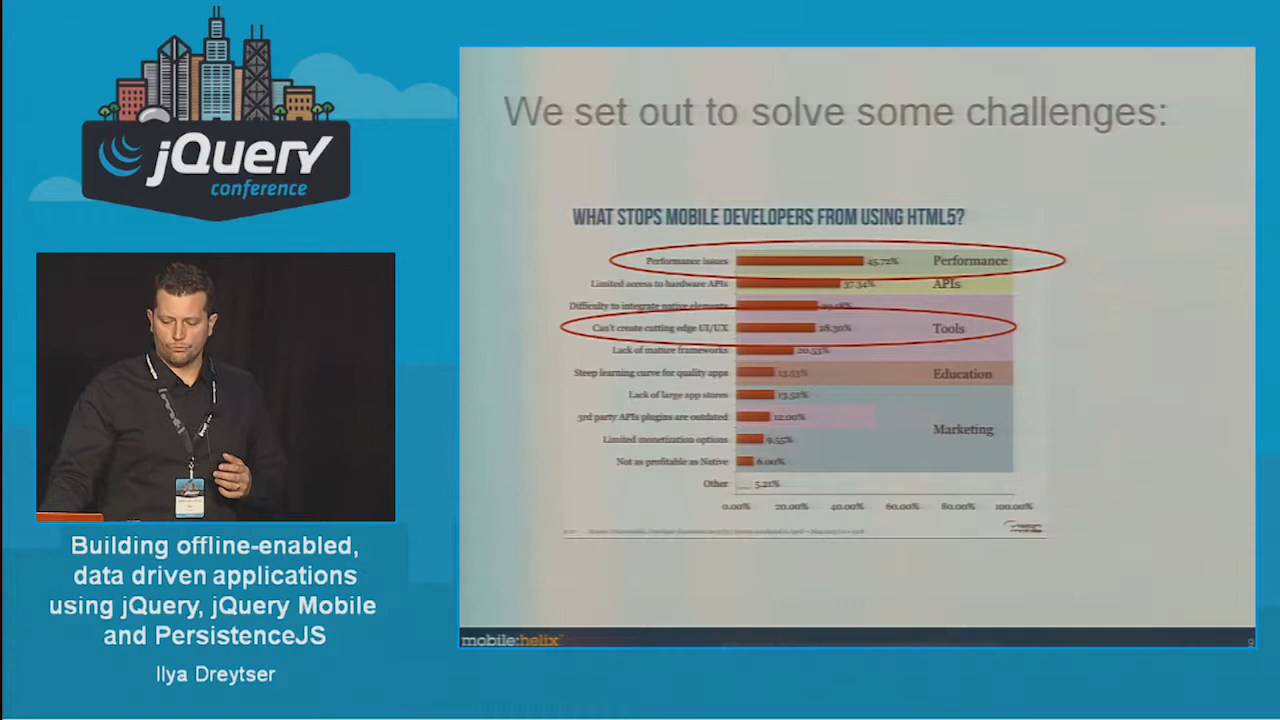 jQuery
conference
Building offline-enabled,
data driven applications
using jQuery, jQuery Mobile
and PersistenceJS
Ilya Dreytser
We set out to solve some challenges:
WHAT STOPS MOBILE DEVELOPERS FROM USING HTML5?
Performance issues 45.72% Performance
Limited access to hardware APIs 37.34% APIs
Difficulty to integrate native elements
Can't create cutting edge UI/UX 28.30% Tools
Lack of mature frameworks 20.53%
Steep learning curve for quality apps 13.53% Education
Lack of large app stores 13.52%
3rd party APIs plugins are outdated 12.00%
Limited monetization options 9.55% Marketing
Not as profitable as Native 6.00%
Other 5.21%
0.00% 20.00% 40.00% 60.00% 80.00% 100.00%
mobile:helix
9